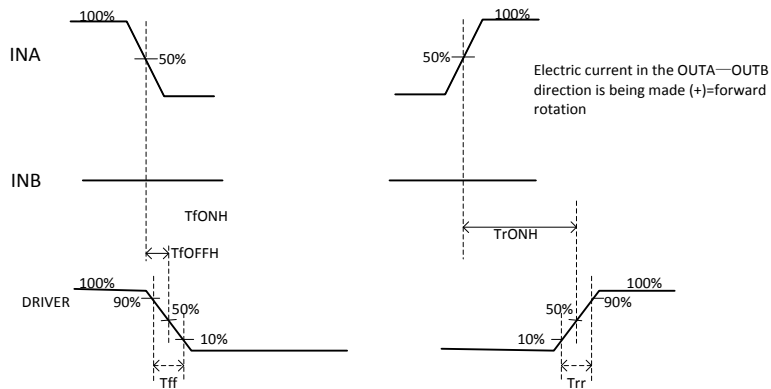 100%
100%
INA
50%
50%
Electric current in the OUTA—OUTB
direction is being made (+)=forward
rotation
INB
TfONH
TrONH
TfOFFH
100%
100%
DRIVER
90%
90%
50%
50%
10%
10%
Tff
Trr